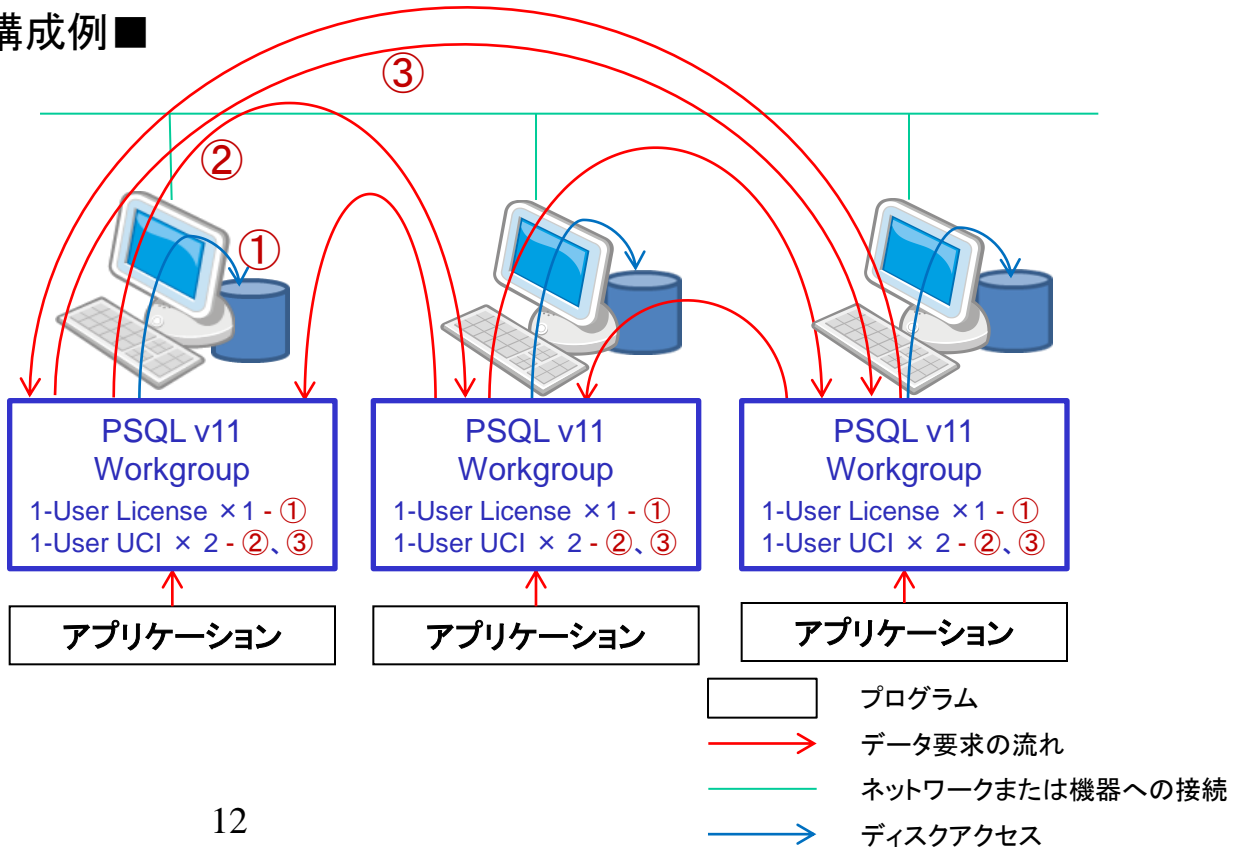 構成例■
③
②
①
PSQL v11
Workgroup
1-User License ×1 - ①
1-User UCI × 2 - ②、③
PSQL v11
Workgroup
1-User License ×1 - ①
1-User UCI × 2 - ②、③
PSQL v11
Workgroup
1-User License ×1 - ①
1-User UCI × 2 - ②、③
アプリケーション
アプリケーション
アプリケーション
プログラム
データ要求の流れ
ネットワークまたは機器への接続
ディスクアクセス
12